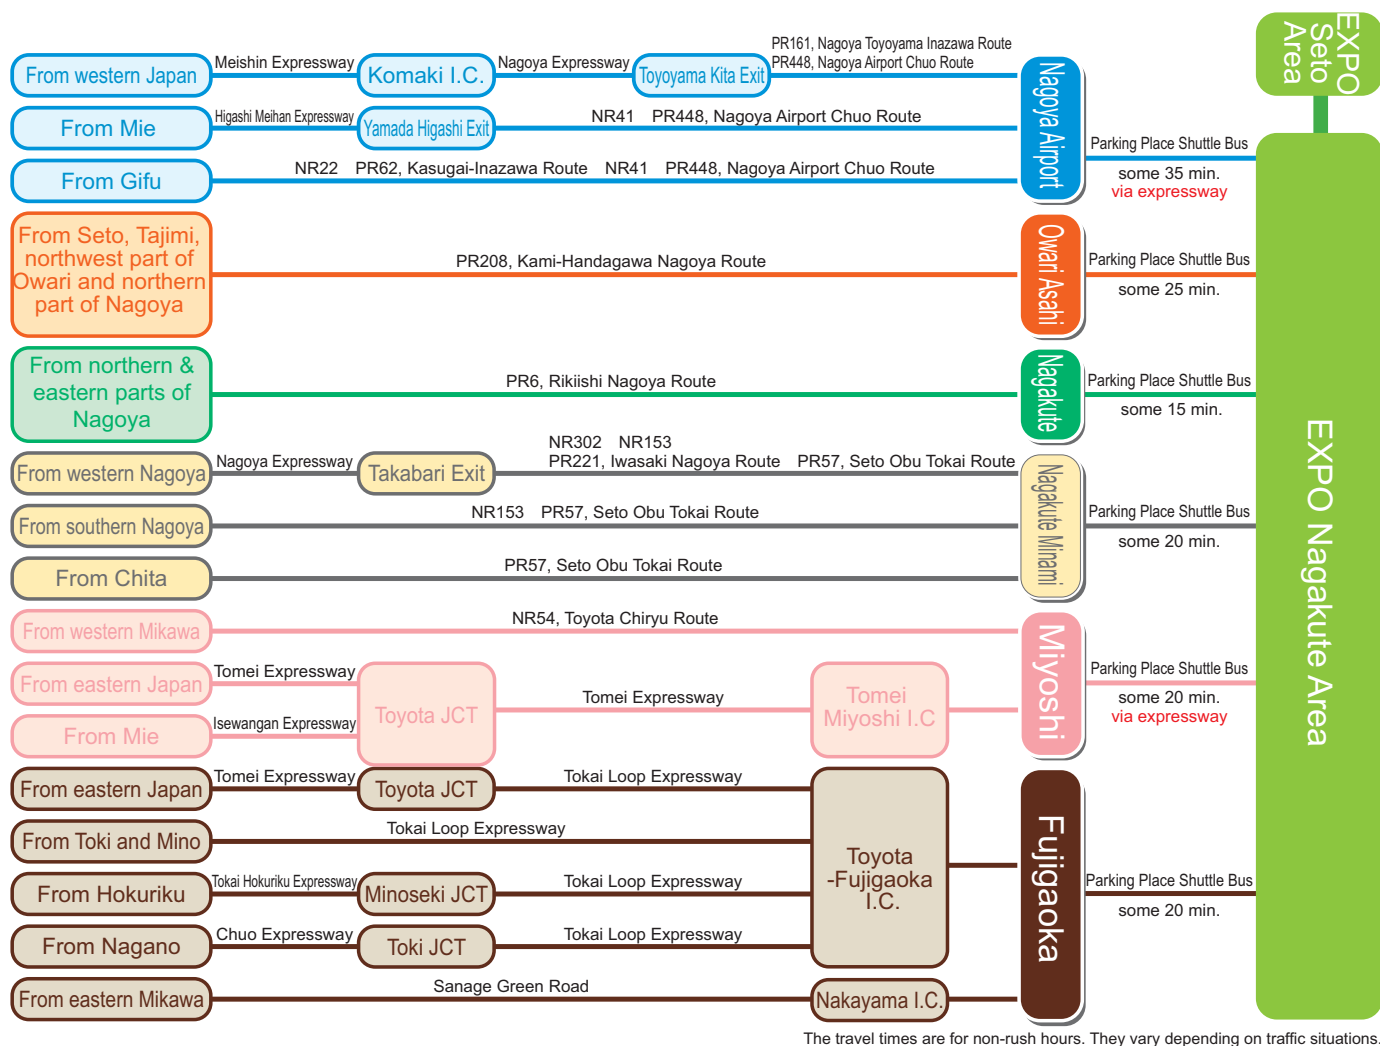 EXPO
Seto
Area
PR161, Nagoya Toyoyama Inazawa Route
PR448, Nagoya Airport Chuo Route
From western Japan
Meishin Expressway
Komaki I.C.
Nagoya Expressway
Toyoyama Kita Exit
From Mie
Higashi Meihan Expressway
Yamada Higashi Exit
NR41 PR448, Nagoya Airport Chuo Route
From Gifu
NR22 PR62, Kasugai-Inazawa Route NR41 PR448, Nagoya Airport Chuo Route
Nagoya Airport
Parking Place Shuttle Bus
some 35 min.
via expressway
From Seto, Tajimi,
northwest part of
Owari and northern
part of Nagoya
PR208, Kami-Handagawa Nagoya Route
Owari Asahi
Parking Place Shuttle Bus
some 25 min.
From northern &
eastern parts of
Nagoya
PR6, Rikiishi Nagoya Route
Nagakute
Parking Place Shuttle Bus
some 15 min.
From western Nagoya
Nagoya Expressway
Takabari Exit
NR302 NR153
PR221, Iwasaki Nagoya Route PR57, Seto Obu Tokai Route
From southern Nagoya
NR153 PR57, Seto Obu Tokai Route
From Chita
PR57, Seto Obu Tokai Route
Nagakute Minami
Parking Place Shuttle Bus
some 20 min.
From western Mikawa
NR54, Toyota Chiryu Route
From eastern Japan
Tomei Expressway
From Mie
Isewangan Expressway
Toyota JCT
Tomei Expressway
Tomei
Miyoshi I.C
Miyoshi
Parking Place Shuttle Bus
some 20 min.
via expressway
From eastern Japan
Tomei Expressway
Toyota JCT
Tokai Loop Expressway
From Toki and Mino
Tokai Loop Expressway
From Hokuriku
Tokai Hokuriku Expressway
Minoseki JCT
Tokai Loop Expressway
From Nagano
Chuo Expressway
Toki JCT
Tokai Loop Expressway
Toyota
-Fujigaoka
I.C.
From eastern Mikawa
Sanage Green Road
Nakayama I.C.
Fujigaoka
Parking Place Shuttle Bus
some 20 min.
EXPO Nagakute Area
The travel times are for non-rush hours. They vary depending on traffic situations.